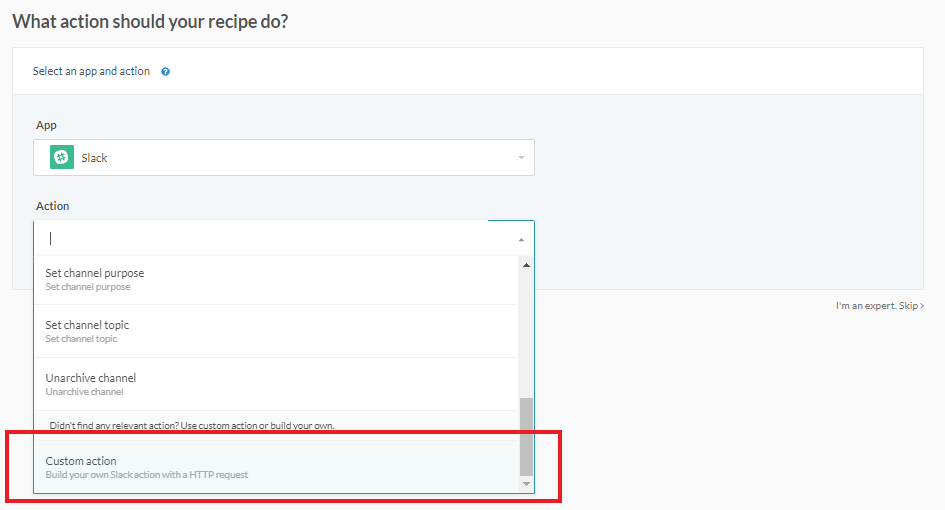 What action should your recipe do?
Select an app and action
App
Slack
Action
Set channel purpose
Set channel purpose
Set channel topic
Set channel topic
Unarchive channel
Unarchive channel
Didn't find any relevant action? Use custom action or build your own.
Custom action
Build your own Slack action with a HTTP request
I'm an expert. Skip